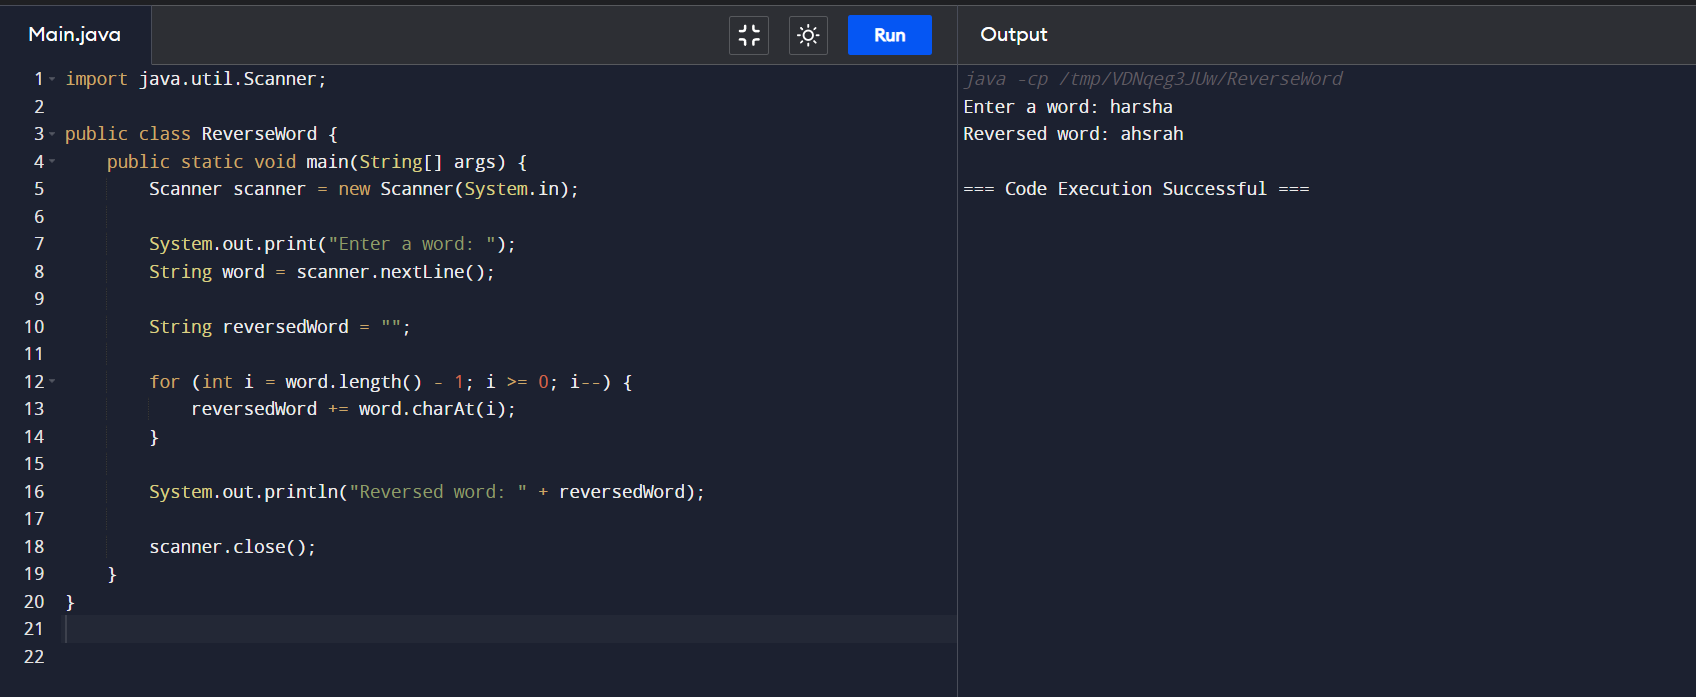 Main.java
Run
Output
1 import java.util.Scanner;
2
3 public class ReverseWord {
4     public static void main(String[] args) {
5         Scanner scanner = new Scanner(System.in);
6
7         System.out.print("Enter a word: ");
8         String word = scanner.nextLine();
9
10         String reversedWord = "";
11
12         for (int i = word.length() - 1; i >= 0; i--) {
13             reversedWord += word.charAt(i);
14         }
15
16         System.out.println("Reversed word: " + reversedWord);
17
18         scanner.close();
19     }
20 }
21
22
java -cp /tmp/VDNqeg3JUw/ReverseWord
Enter a word: harsha
Reversed word: ahsrah
=== Code Execution Successful ===